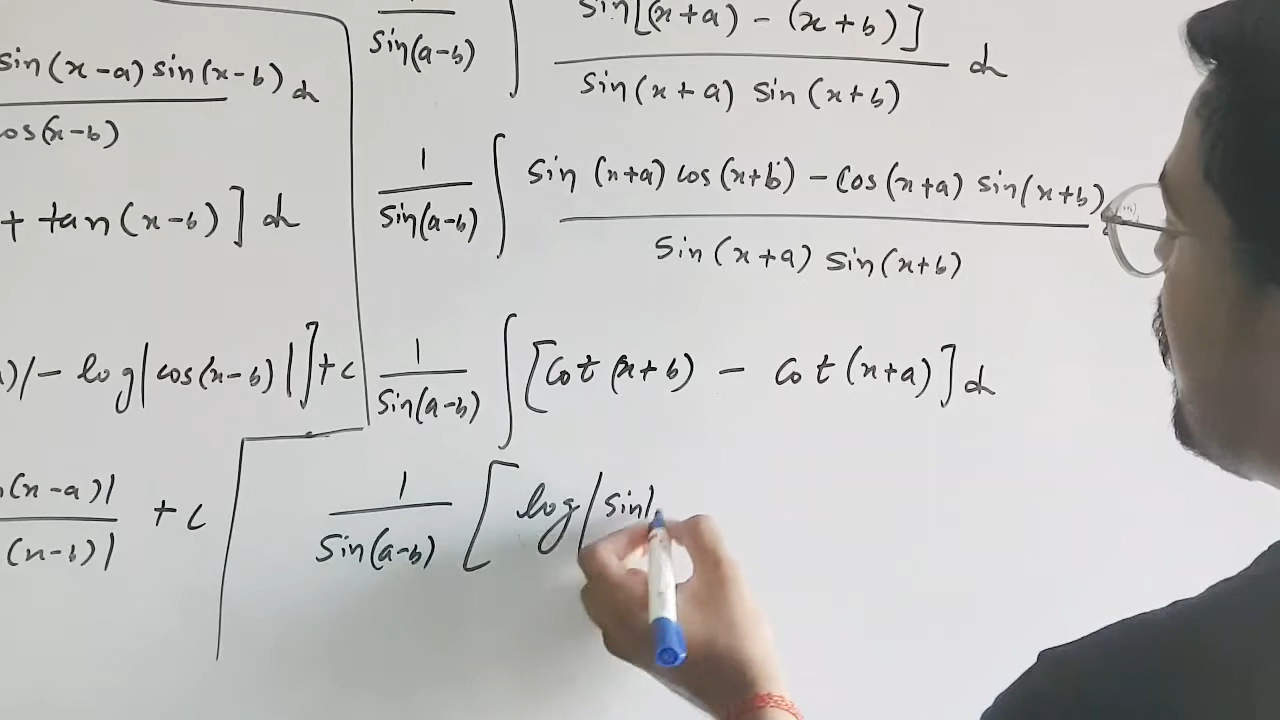 sin(x-a) sin(x-b) dx
cos(x-b)
+ tan(x-b)] dx
)| - log|cos(x-b)|] + c
(x-a)|
(x-b)|
+ c
1
sin(a-b)
∫
sin[(x+a) - (x+b)]
sin(x+a) sin(x+b)
dx
1
sin(a-b)
∫
sin(x+a) cos(x+b) - cos(x+a) sin(x+b)
sin(x+a) sin(x+b)
1
sin(a-b)
∫ [cot(x+b) - cot(x+a)] dx
1
sin(a-b)
[log|sin(